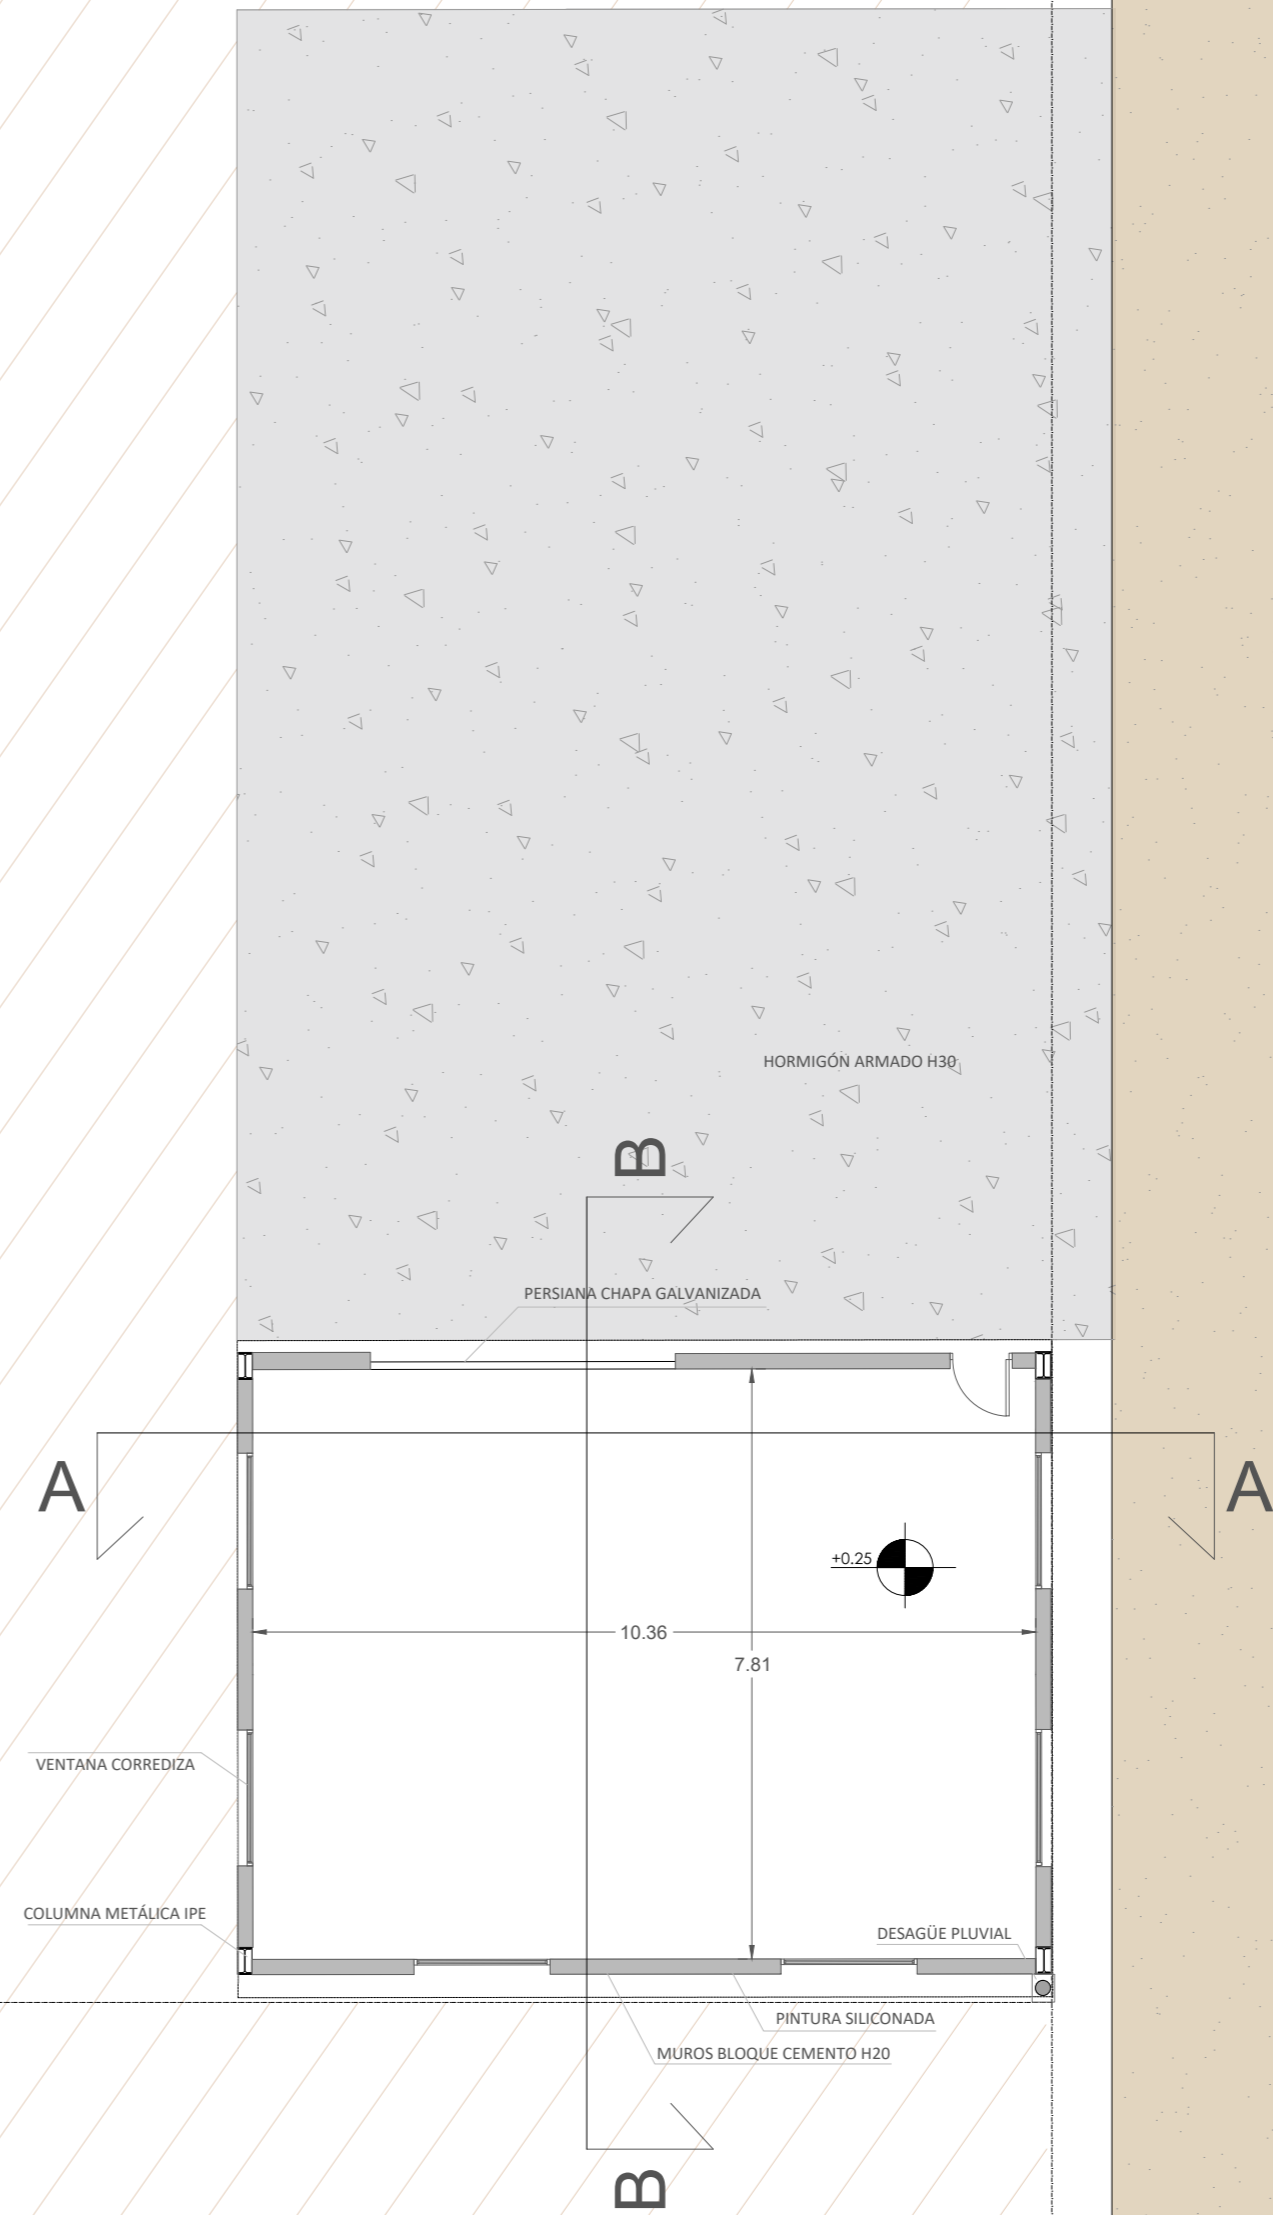 HORMIGÓN ARMADO H30
B
PERSIANA CHAPA GALVANIZADA
A
A
+0.25
10.36
7.81
VENTANA CORREDIZA
COLUMNA METÁLICA IPE
DESAGÜE PLUVIAL
PINTURA SILICONADA
MUROS BLOQUE CEMENTO H20
B